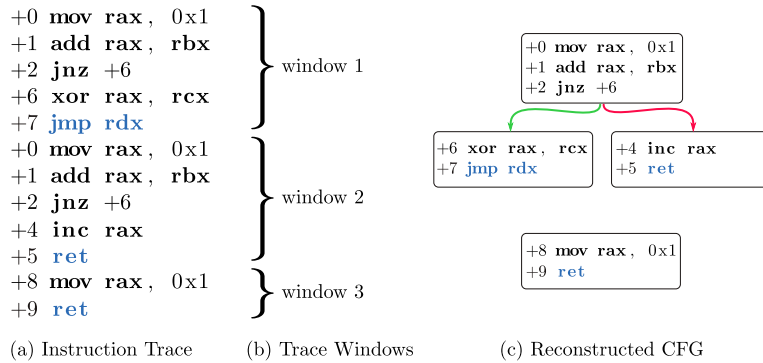 +0 mov rax, 0x1
+1 add rax, rbx
+2 jnz +6
+6 xor rax, rcx
+7 jmp rdx
+0 mov rax, 0x1
+1 add rax, rbx
+2 jnz +6
+4 inc rax
+5 ret
+8 mov rax, 0x1
+9 ret
(a) Instruction Trace
window 1
window 2
window 3
(b) Trace Windows
+0 mov rax, 0x1
+1 add rax, rbx
+2 jnz +6
+6 xor rax, rcx
+7 jmp rdx
+4 inc rax
+5 ret
+8 mov rax, 0x1
+9 ret
(c) Reconstructed CFG